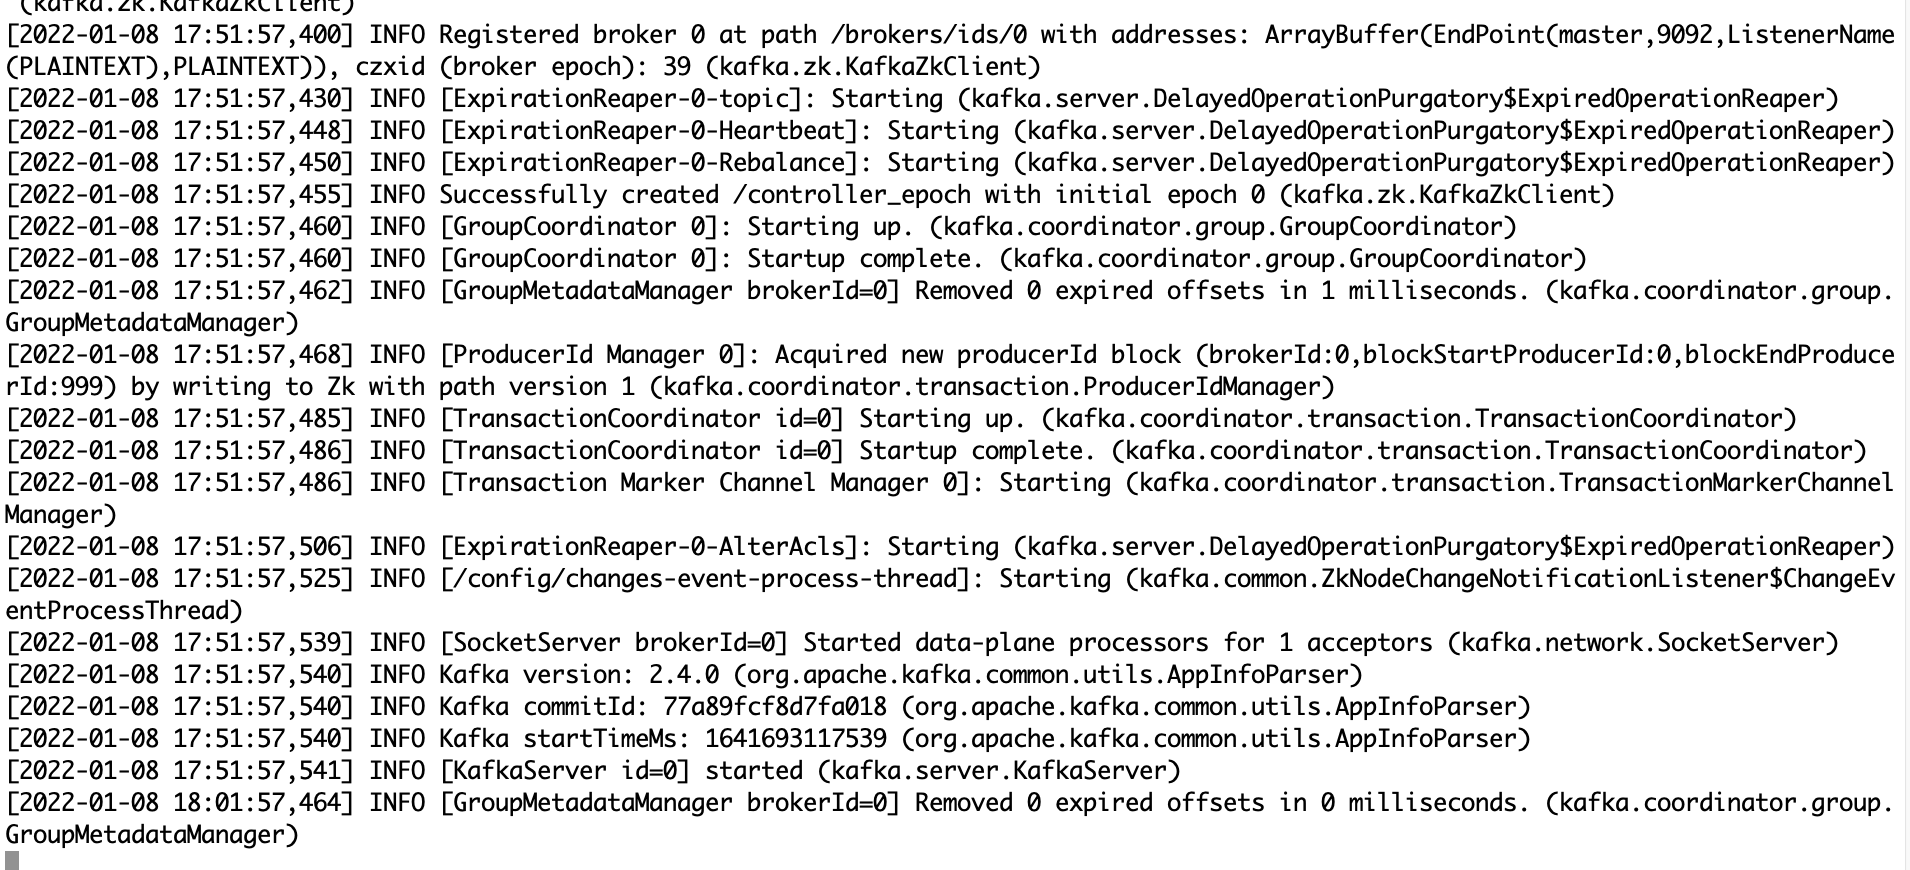 (kafka.zk.KafkaZkClient)
[2022-01-08 17:51:57,400] INFO Registered broker 0 at path /brokers/ids/0 with addresses: ArrayBuffer(EndPoint(master,9092,ListenerName
(PLAINTEXT),PLAINTEXT)), czxid (broker epoch): 39 (kafka.zk.KafkaZkClient)
[2022-01-08 17:51:57,430] INFO [ExpirationReaper-0-topic]: Starting (kafka.server.DelayedOperationPurgatory$ExpiredOperationReaper)
[2022-01-08 17:51:57,448] INFO [ExpirationReaper-0-Heartbeat]: Starting (kafka.server.DelayedOperationPurgatory$ExpiredOperationReaper)
[2022-01-08 17:51:57,450] INFO [ExpirationReaper-0-Rebalance]: Starting (kafka.server.DelayedOperationPurgatory$ExpiredOperationReaper)
[2022-01-08 17:51:57,455] INFO Successfully created /controller_epoch with initial epoch 0 (kafka.zk.KafkaZkClient)
[2022-01-08 17:51:57,460] INFO [GroupCoordinator 0]: Starting up. (kafka.coordinator.group.GroupCoordinator)
[2022-01-08 17:51:57,460] INFO [GroupCoordinator 0]: Startup complete. (kafka.coordinator.group.GroupCoordinator)
[2022-01-08 17:51:57,462] INFO [GroupMetadataManager brokerId=0] Removed 0 expired offsets in 1 milliseconds. (kafka.coordinator.group.
GroupMetadataManager)
[2022-01-08 17:51:57,468] INFO [ProducerId Manager 0]: Acquired new producerId block (brokerId:0,blockStartProducerId:0,blockEndProduce
rId:999) by writing to Zk with path version 1 (kafka.coordinator.transaction.ProducerIdManager)
[2022-01-08 17:51:57,485] INFO [TransactionCoordinator id=0] Starting up. (kafka.coordinator.transaction.TransactionCoordinator)
[2022-01-08 17:51:57,486] INFO [TransactionCoordinator id=0] Startup complete. (kafka.coordinator.transaction.TransactionCoordinator)
[2022-01-08 17:51:57,486] INFO [Transaction Marker Channel Manager 0]: Starting (kafka.coordinator.transaction.TransactionMarkerChannel
Manager)
[2022-01-08 17:51:57,506] INFO [ExpirationReaper-0-AlterAcls]: Starting (kafka.server.DelayedOperationPurgatory$ExpiredOperationReaper)
[2022-01-08 17:51:57,525] INFO [/config/changes-event-process-thread]: Starting (kafka.common.ZkNodeChangeNotificationListener$ChangeEv
entProcessThread)
[2022-01-08 17:51:57,539] INFO [SocketServer brokerId=0] Started data-plane processors for 1 acceptors (kafka.network.SocketServer)
[2022-01-08 17:51:57,540] INFO Kafka version: 2.4.0 (org.apache.kafka.common.utils.AppInfoParser)
[2022-01-08 17:51:57,540] INFO Kafka commitId: 77a89fcf8d7fa018 (org.apache.kafka.common.utils.AppInfoParser)
[2022-01-08 17:51:57,540] INFO Kafka startTimeMs: 1641693117539 (org.apache.kafka.common.utils.AppInfoParser)
[2022-01-08 17:51:57,541] INFO [KafkaServer id=0] started (kafka.server.KafkaServer)
[2022-01-08 18:01:57,464] INFO [GroupMetadataManager brokerId=0] Removed 0 expired offsets in 0 milliseconds. (kafka.coordinator.group.
GroupMetadataManager)